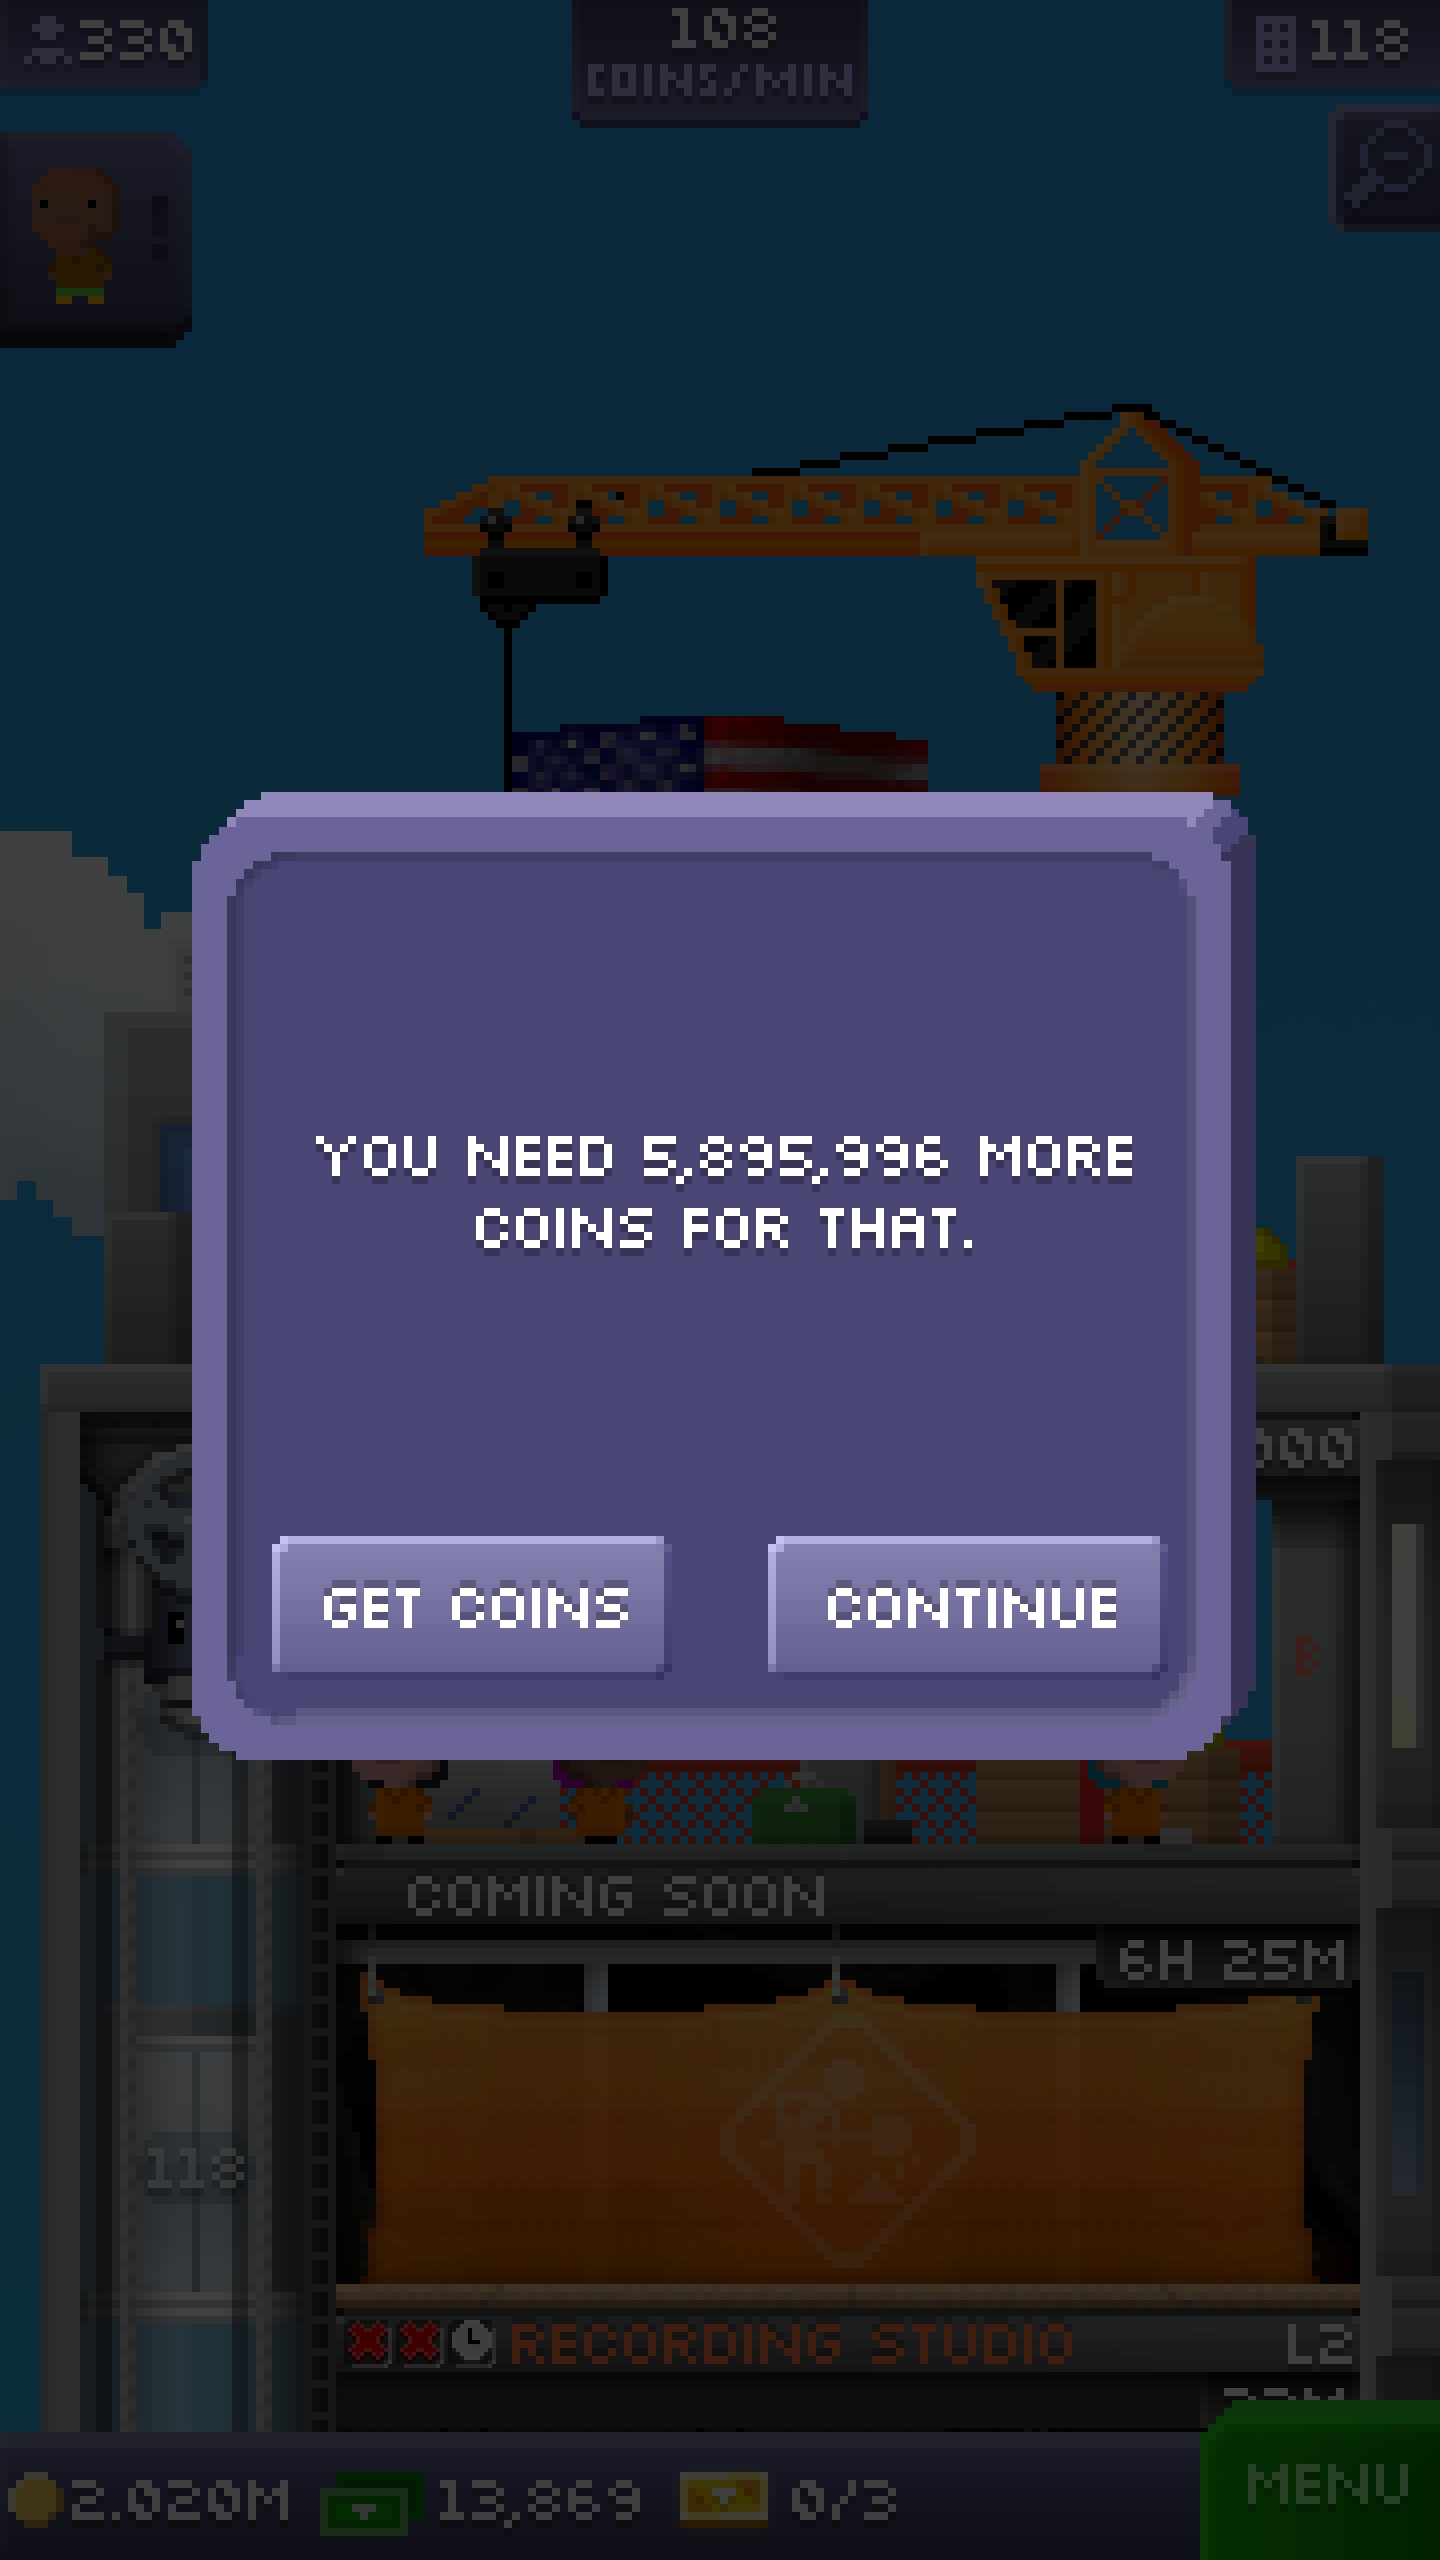 330
108
COINS/MIN
118
YOU NEED 5,895,996 MORE
COINS FOR THAT.
GET COINS
CONTINUE
B
COMING SOON
6H 25M
118
RECORDING STUDIO
L2
2.020M
13,869
0/3
MENU